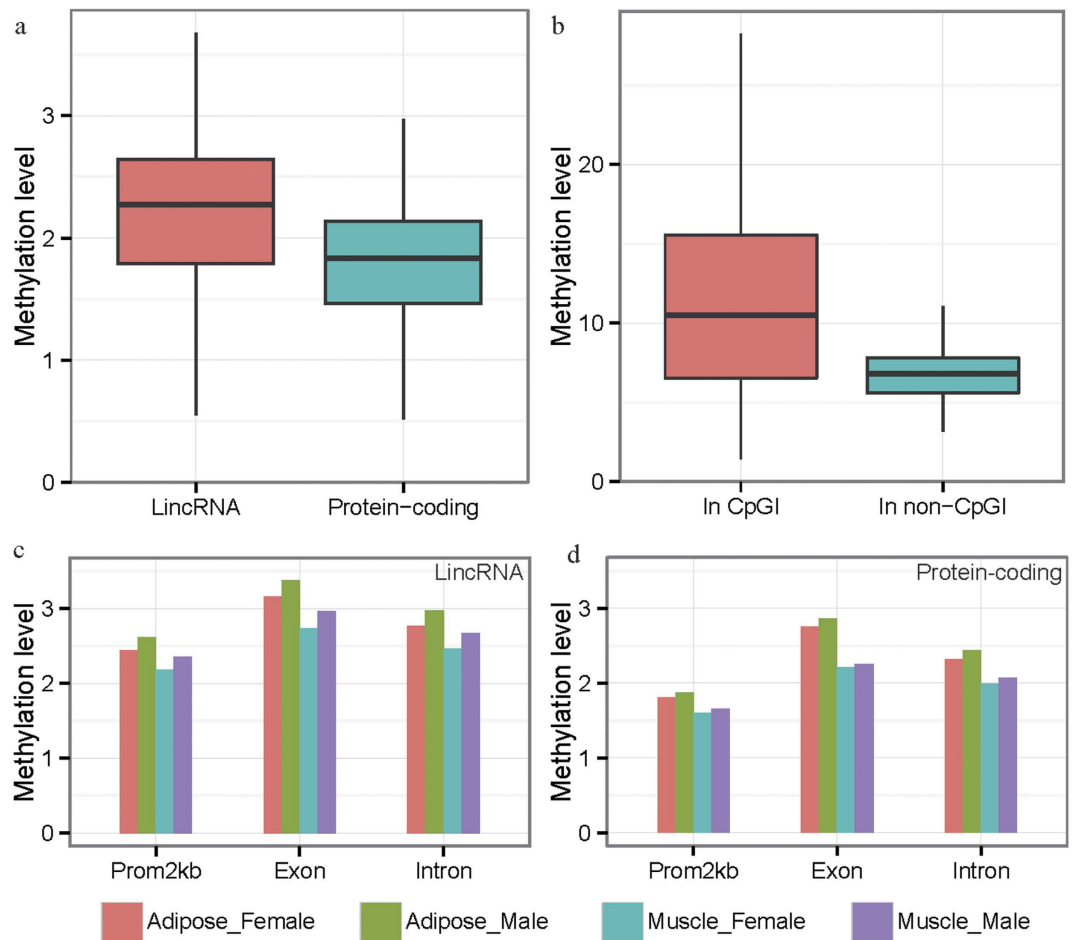 a
Methylation level
3
2
1
0
LincRNA Protein-coding
b
Methylation level
20
10
0
In CpGI In non-CpGI
c
LincRNA
Methylation level
3
2
1
0
Prom2kb Exon Intron
d
Protein-coding
Methylation level
3
2
1
0
Prom2kb Exon Intron
Adipose_Female Adipose_Male Muscle_Female Muscle_Male